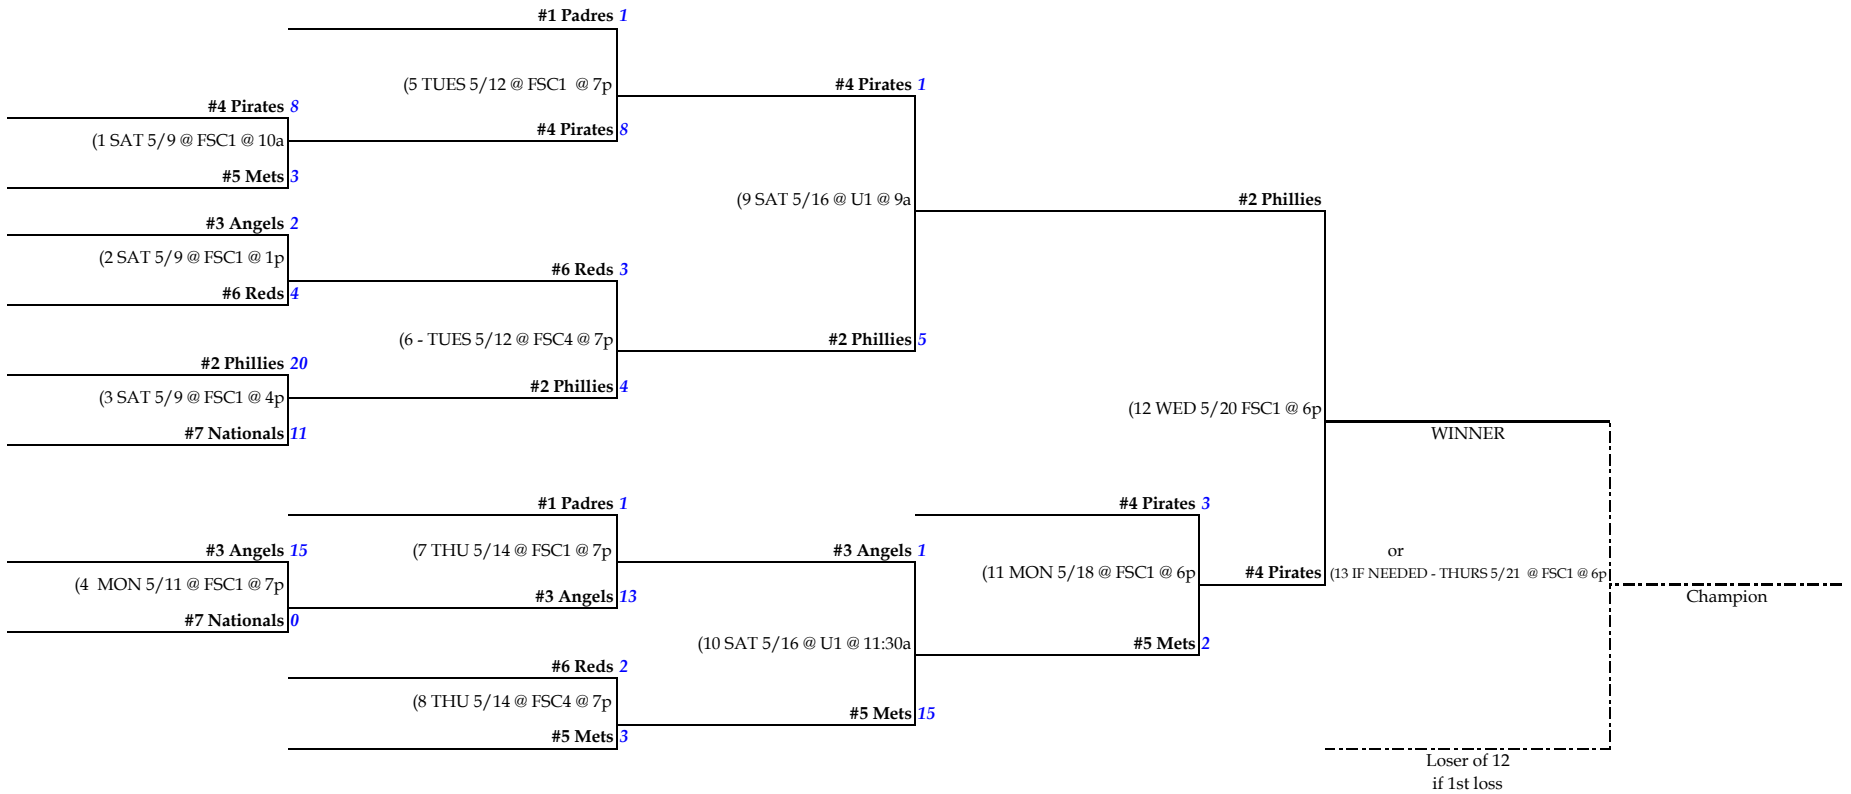 #1 Padres 1
(5 TUES 5/12 @ FSC1 @ 7p
#4 Pirates 8
#4 Pirates 8
(1 SAT 5/9 @ FSC1 @ 10a
#5 Mets 3
#4 Pirates 1
(9 SAT 5/16 @ U1 @ 9a
#2 Phillies 5
#3 Angels 2
(2 SAT 5/9 @ FSC1 @ 1p
#6 Reds 4
#6 Reds 3
(6 - TUES 5/12 @ FSC4 @ 7p
#2 Phillies 4
#2 Phillies 20
(3 SAT 5/9 @ FSC1 @ 4p
#7 Nationals 11
#2 Phillies
(12 WED 5/20 FSC1 @ 6p
#4 Pirates
WINNER
#1 Padres 1
(7 THU 5/14 @ FSC1 @ 7p
#3 Angels 13
#3 Angels 15
(4 MON 5/11 @ FSC1 @ 7p
#7 Nationals 0
#3 Angels 1
(10 SAT 5/16 @ U1 @ 11:30a
#5 Mets 15
#4 Pirates 3
(11 MON 5/18 @ FSC1 @ 6p
#5 Mets 2
#6 Reds 2
(8 THU 5/14 @ FSC4 @ 7p
#5 Mets 3
or
(13 IF NEEDED - THURS 5/21 @ FSC1 @ 6p
Champion
Loser of 12
if 1st loss